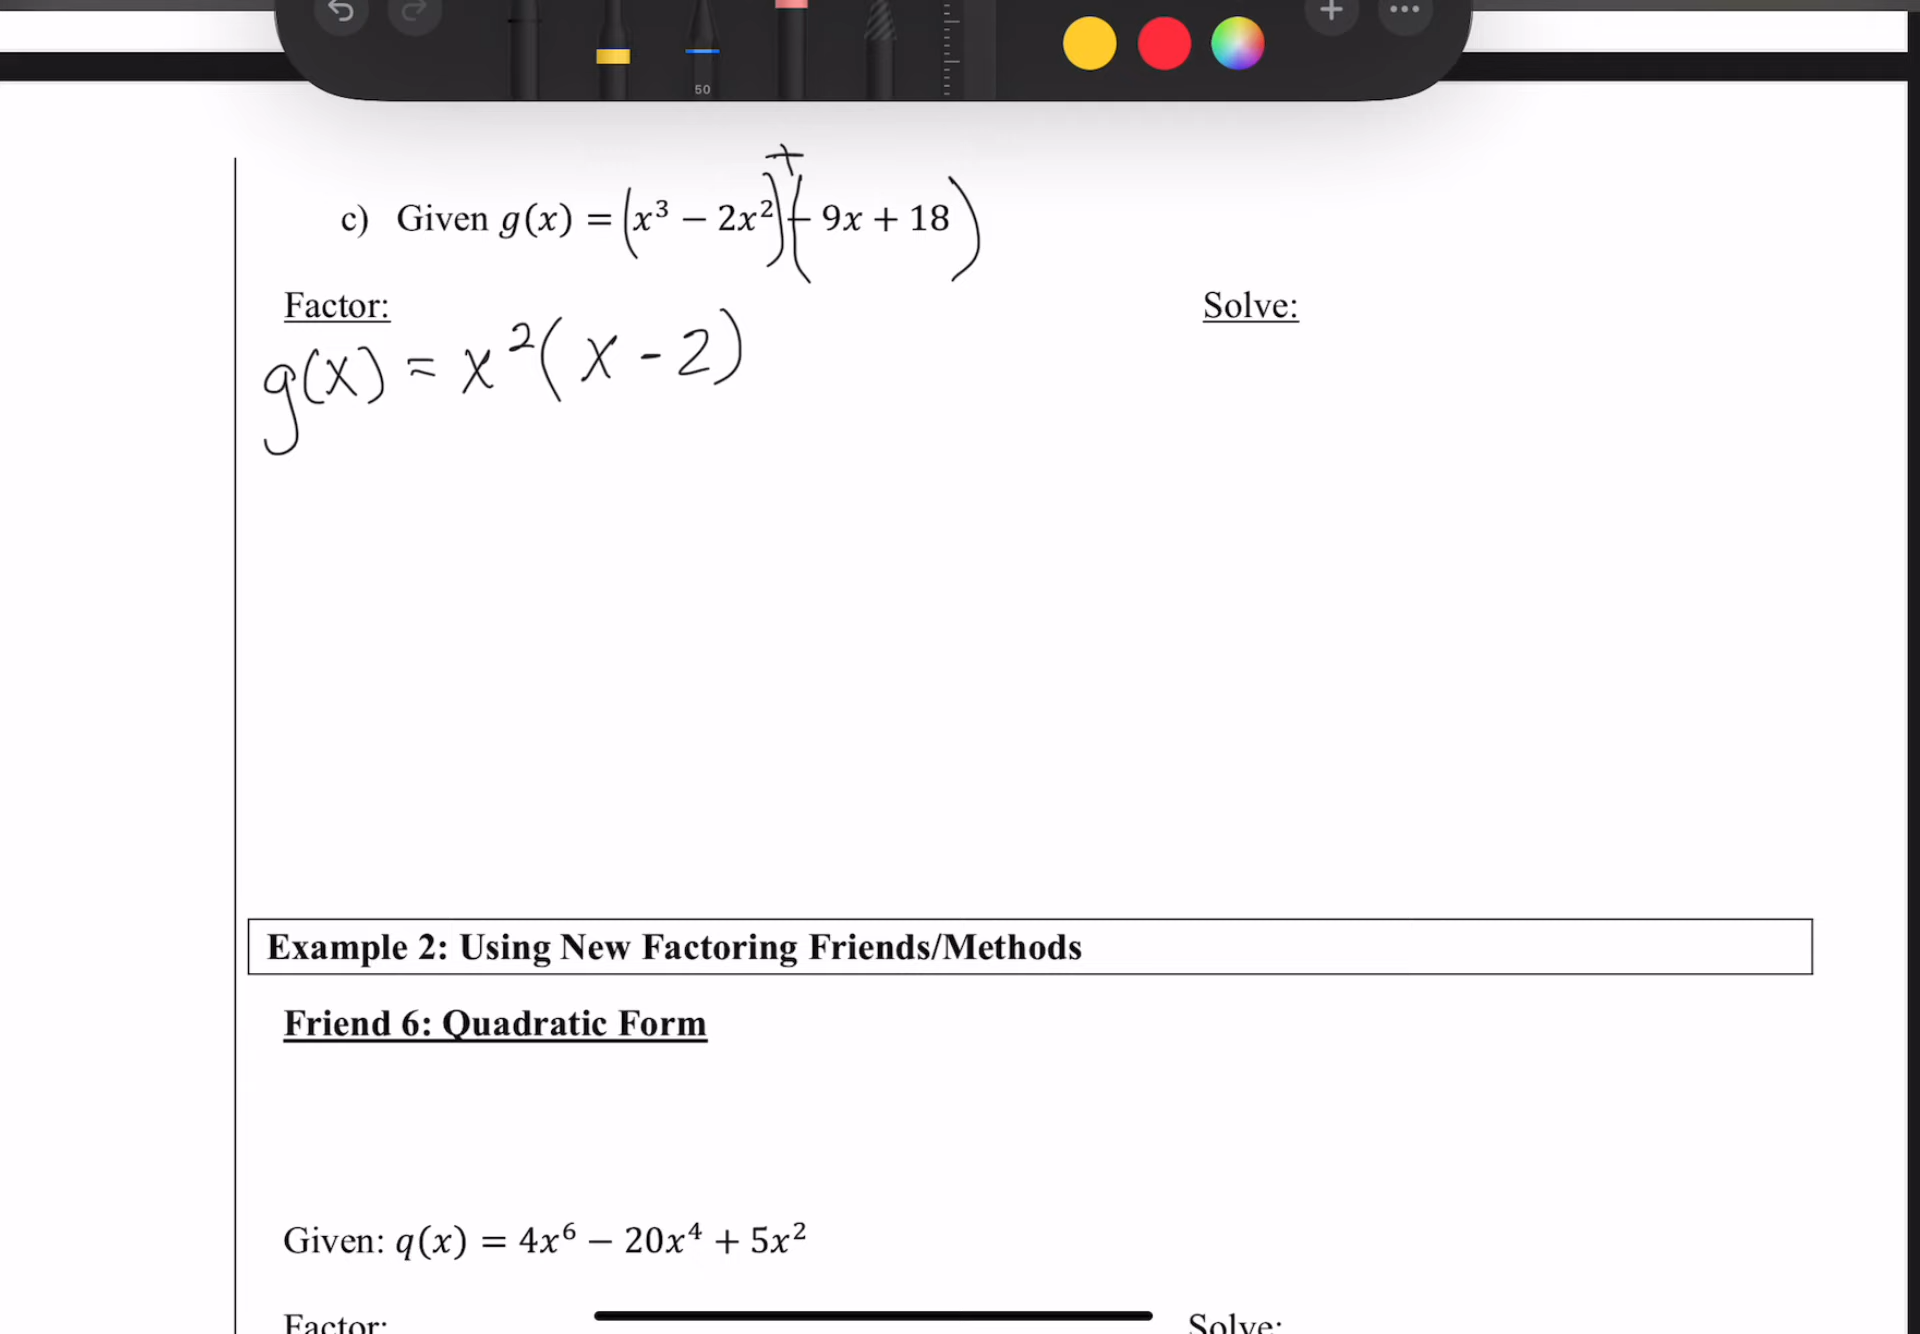 50
+
c) Given g(x) = (x³ − 2x²)(− 9x + 18)
Factor: Solve:
g(x) = x²(x - 2)
Example 2: Using New Factoring Friends/Methods
Friend 6: Quadratic Form
Given: q(x) = 4x⁶ − 20x⁴ + 5x²
Factor: Solve: